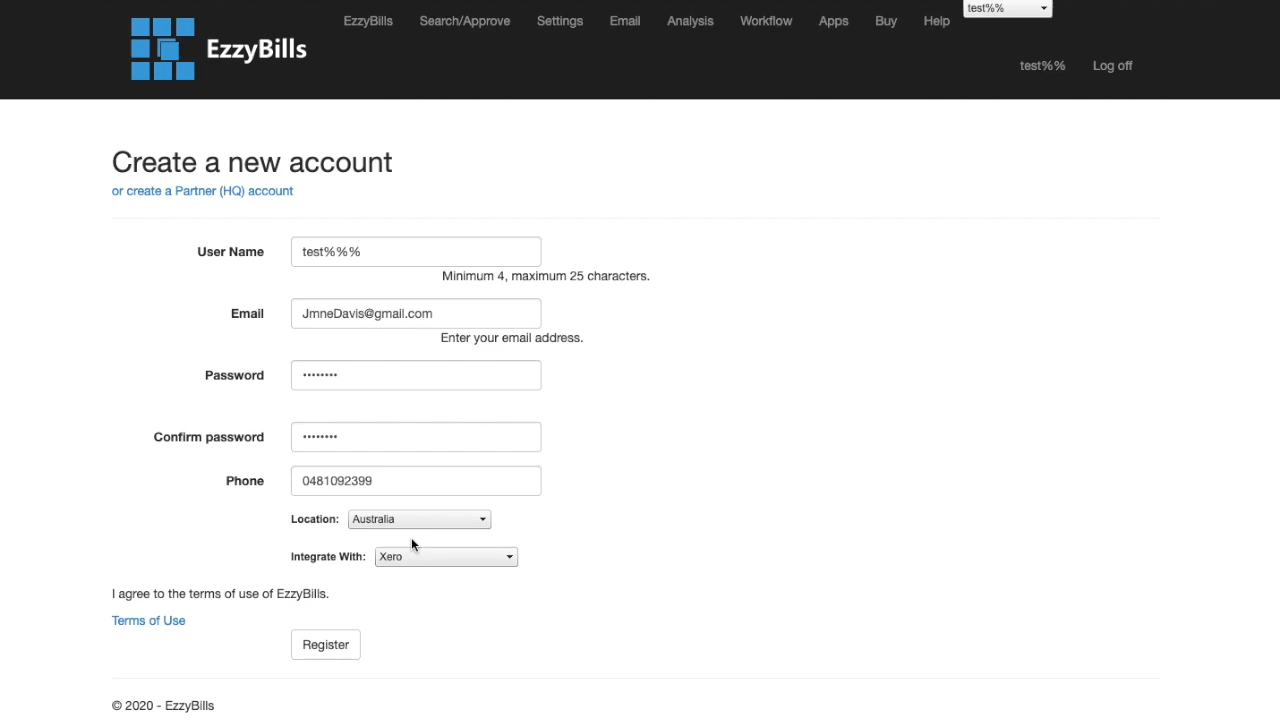 EzzyBills Search/Approve Settings Email Analysis Workflow Apps Buy Help test%%
EzzyBills
test%% Log off
Create a new account
or create a Partner (HQ) account
User Name test%%%
Minimum 4, maximum 25 characters.
Email JmneDavis@gmail.com
Enter your email address.
Password ········
Confirm password ········
Phone 0481092399
Location: Australia
Integrate With: Xero
I agree to the terms of use of EzzyBills.
Terms of Use
Register
© 2020 - EzzyBills